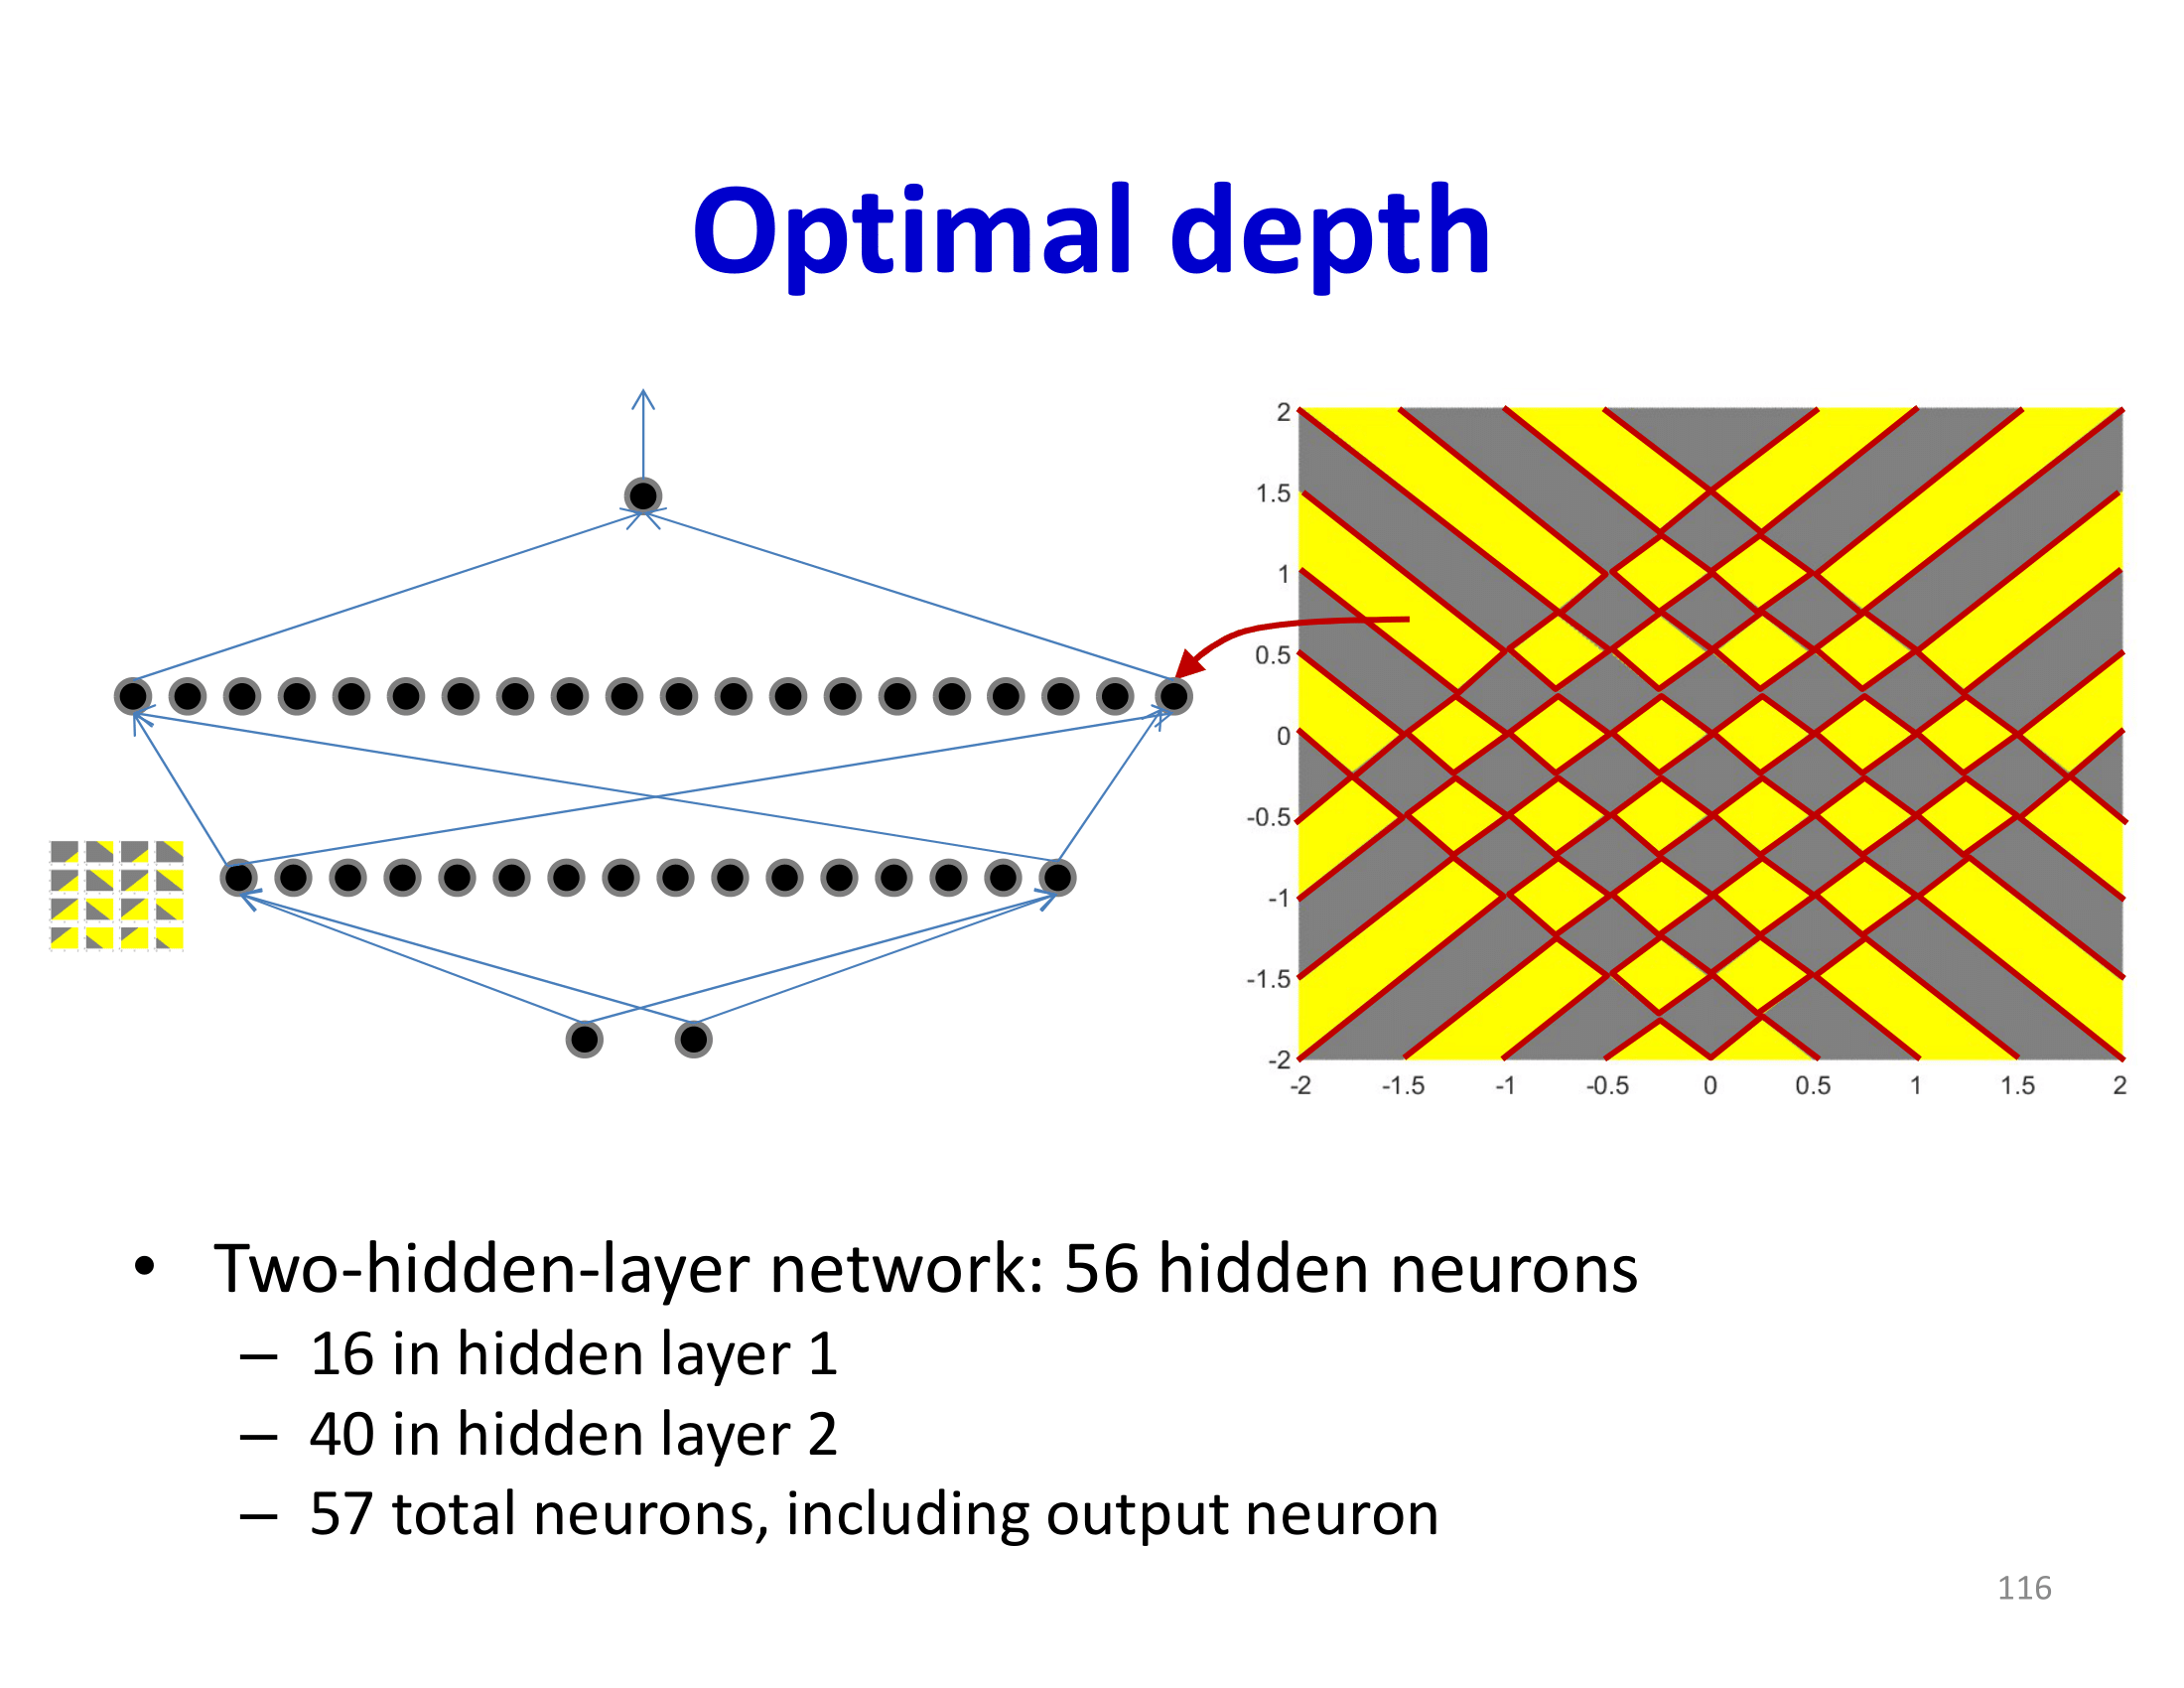 Optimal depth
2
1.5
1
0.5
0
-0.5
-1
-1.5
-2
-2 -1.5 -1 -0.5 0 0.5 1 1.5 2
• Two-hidden-layer network: 56 hidden neurons
– 16 in hidden layer 1
– 40 in hidden layer 2
– 57 total neurons, including output neuron
116